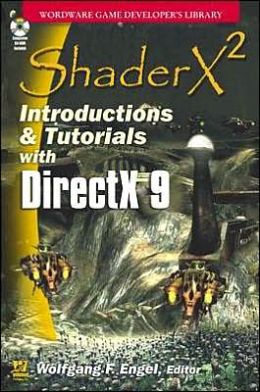 WORDWARE GAME DEVELOPER'S LIBRARY
ShaderX²
Introductions
& Tutorials
with
DirectX 9
Wolfgang F. Engel, Editor